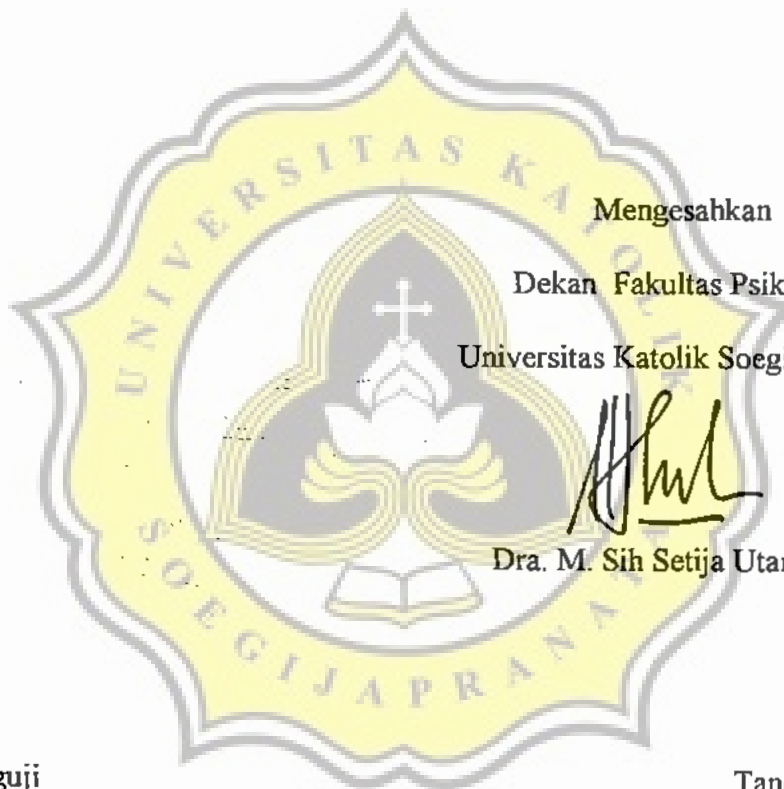 UNIVERSITAS KATOLIK
SOEGIJAPRANATA
Mengesahkan
Dekan Fakultas Psik
Universitas Katolik Soeg
Dra. M. Sih Setija Utar
guji
Tan